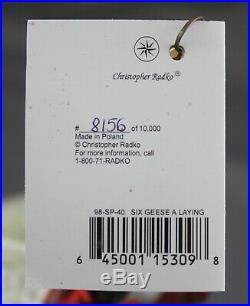 Christopher Radko ®
# 8156 of 10,000
Made in Poland
© Christopher Radko
For more information, call
1-800-71-RADKO
98-SP-40 SIX GEESE A LAYING
6 45001 15309 8